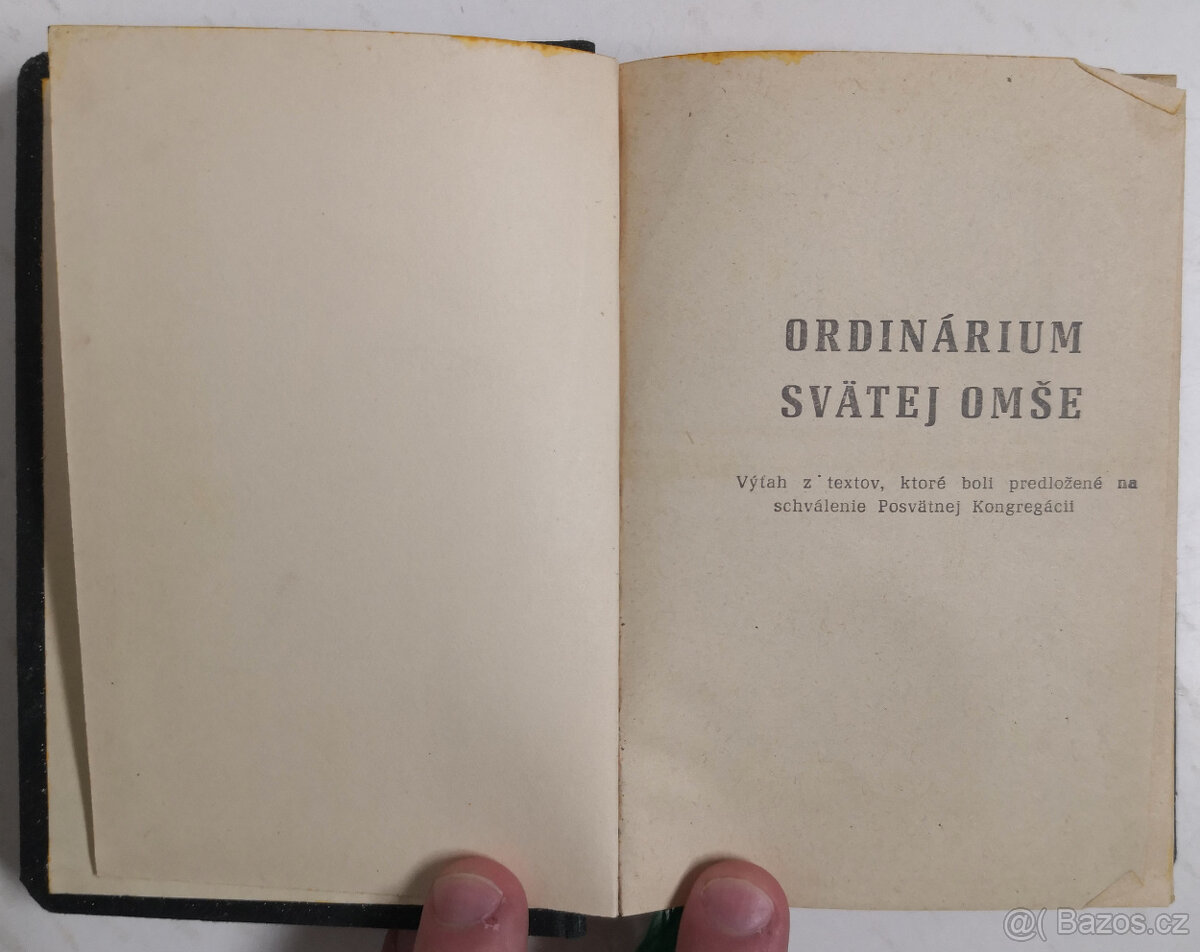 ORDINÁRIUM
SVÄTEJ OMŠE
Výťah z textov, ktoré boli predložené na
schválenie Posvätnej Kongregácii
@( Bazos.cz